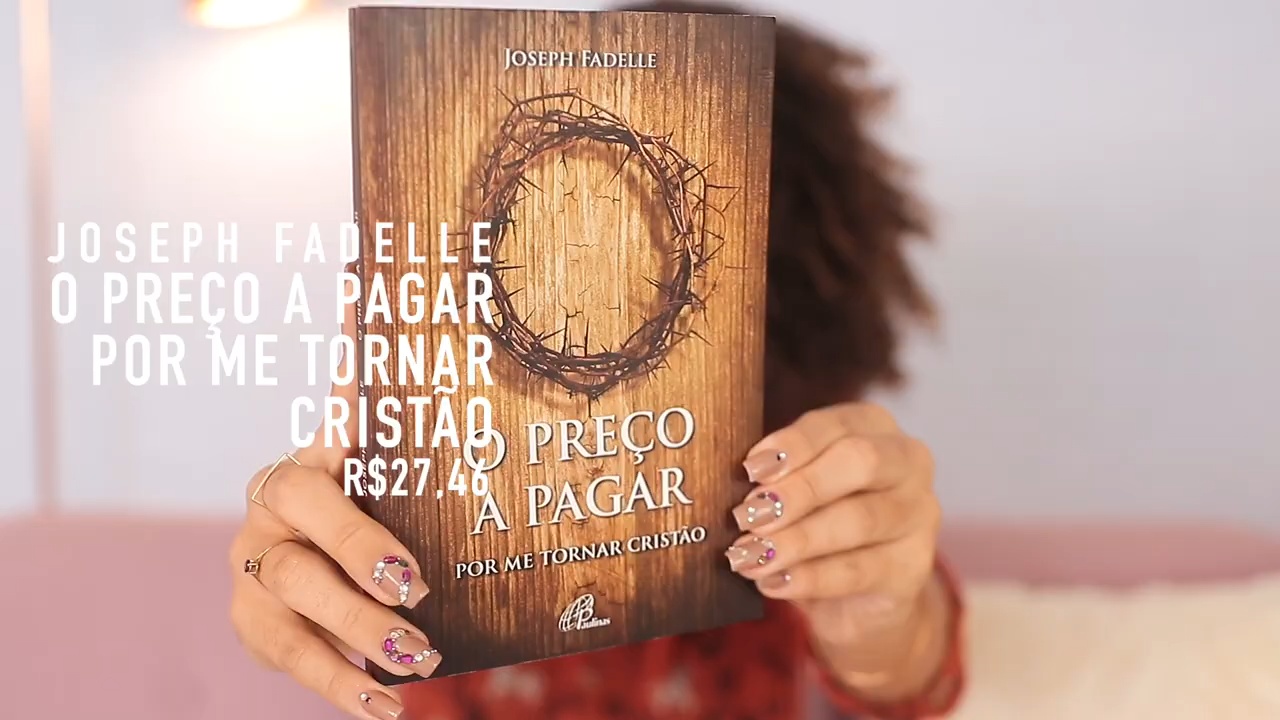 JOSEPH FADELLE
O PREÇO A PAGAR
POR ME TORNAR
CRISTÃO
R$27,46
JOSEPH FADELLE
O PREÇO
A PAGAR
POR ME TORNAR CRISTÃO
Paulinas